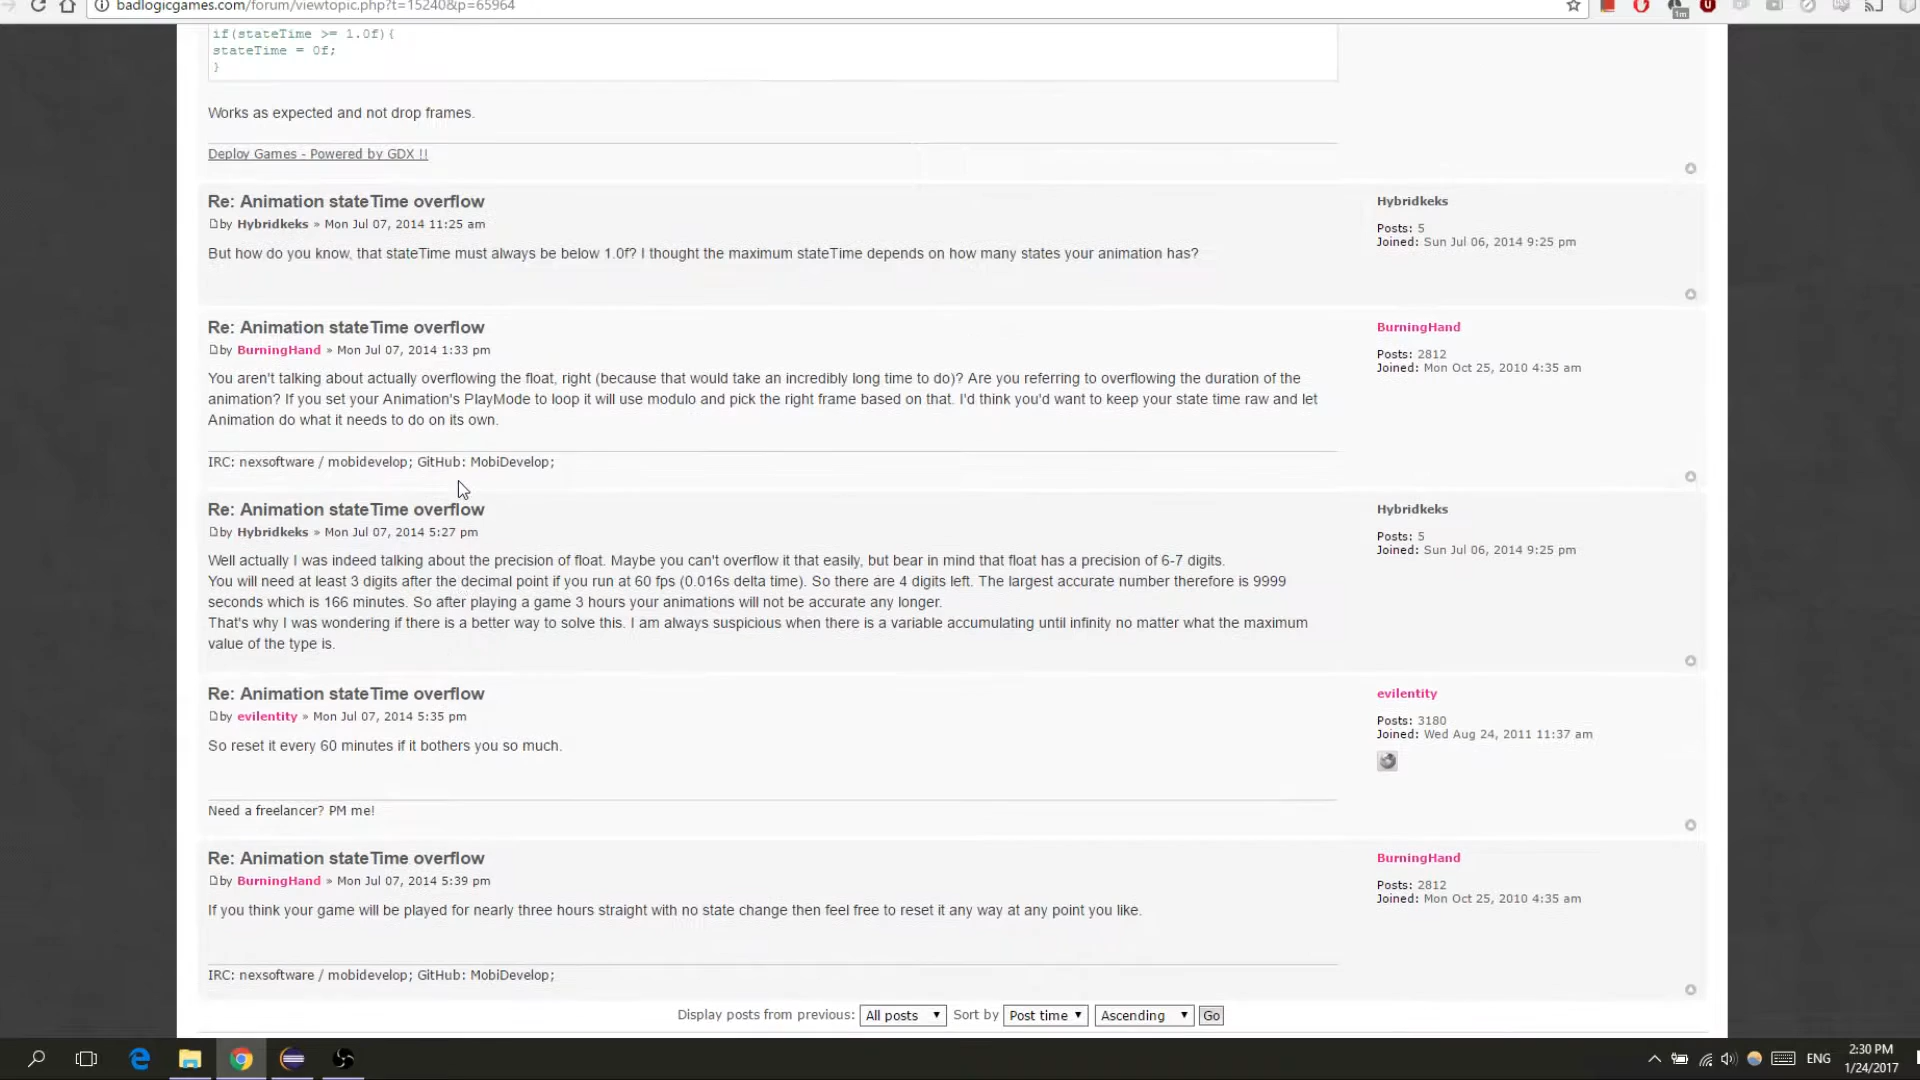 badlogicgames.com/forum/viewtopic.php?t=15240&p=65964
1m
if(stateTime >= 1.0f){
stateTime = 0f;
}
Works as expected and not drop frames.
Deploy Games - Powered by GDX !!
Re: Animation stateTime overflow
by Hybridkeks » Mon Jul 07, 2014 11:25 am
But how do you know, that stateTime must always be below 1.0f? I thought the maximum stateTime depends on how many states your animation has?
Hybridkeks
Posts: 5
Joined: Sun Jul 06, 2014 9:25 pm
Re: Animation stateTime overflow
by BurningHand » Mon Jul 07, 2014 1:33 pm
You aren't talking about actually overflowing the float, right (because that would take an incredibly long time to do)? Are you referring to overflowing the duration of the
animation? If you set your Animation's PlayMode to loop it will use modulo and pick the right frame based on that. I'd think you'd want to keep your state time raw and let
Animation do what it needs to do on its own.
IRC: nexsoftware / mobidevelop; GitHub: MobiDevelop;
BurningHand
Posts: 2812
Joined: Mon Oct 25, 2010 4:35 am
Re: Animation stateTime overflow
by Hybridkeks » Mon Jul 07, 2014 5:27 pm
Well actually I was indeed talking about the precision of float. Maybe you can't overflow it that easily, but bear in mind that float has a precision of 6-7 digits.
You will need at least 3 digits after the decimal point if you run at 60 fps (0.016s delta time). So there are 4 digits left. The largest accurate number therefore is 9999
seconds which is 166 minutes. So after playing a game 3 hours your animations will not be accurate any longer.
That's why I was wondering if there is a better way to solve this. I am always suspicious when there is a variable accumulating until infinity no matter what the maximum
value of the type is.
Hybridkeks
Posts: 5
Joined: Sun Jul 06, 2014 9:25 pm
Re: Animation stateTime overflow
by evilentity » Mon Jul 07, 2014 5:35 pm
So reset it every 60 minutes if it bothers you so much.
Need a freelancer? PM me!
evilentity
Posts: 3180
Joined: Wed Aug 24, 2011 11:37 am
Re: Animation stateTime overflow
by BurningHand » Mon Jul 07, 2014 5:39 pm
If you think your game will be played for nearly three hours straight with no state change then feel free to reset it any way at any point you like.
IRC: nexsoftware / mobidevelop; GitHub: MobiDevelop;
BurningHand
Posts: 2812
Joined: Mon Oct 25, 2010 4:35 am
Display posts from previous: All posts Sort by Post time Ascending Go
ENG
2:30 PM
1/24/2017